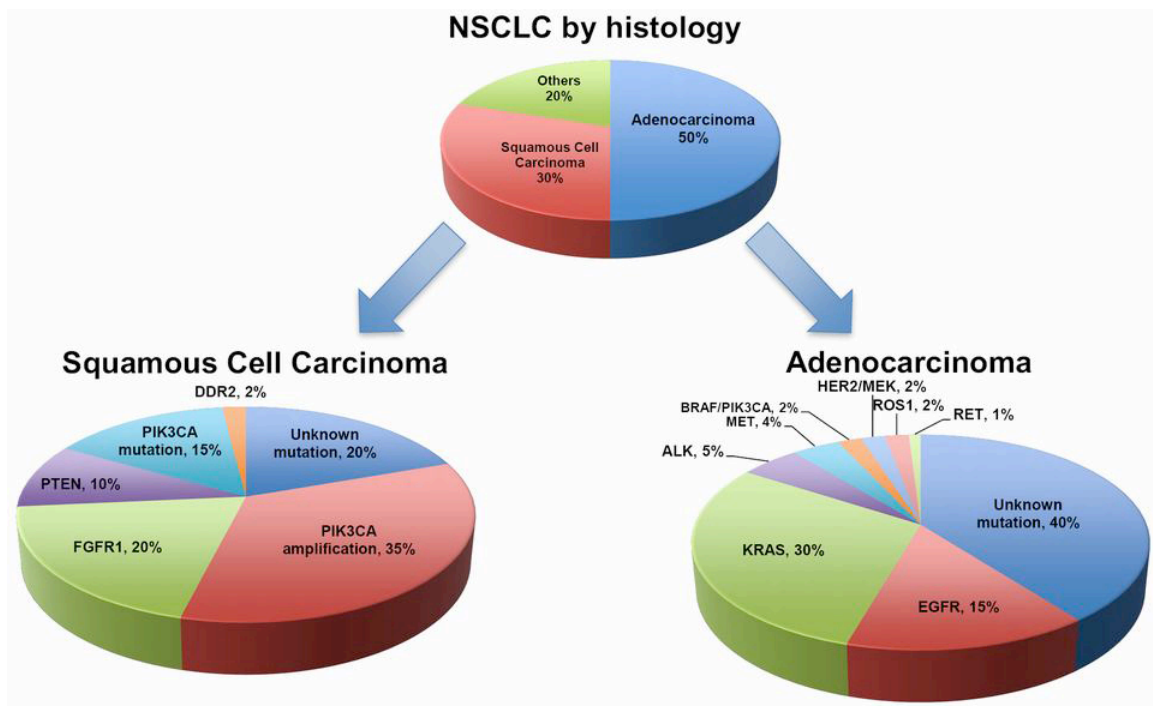 NSCLC by histology
Others
20%
Adenocarcinoma
50%
Squamous Cell
Carcinoma
30%
Squamous Cell Carcinoma
DDR2, 2%
PIK3CA
mutation, 15%
Unknown
mutation, 20%
PTEN, 10%
FGFR1, 20%
PIK3CA
amplification, 35%
Adenocarcinoma
HER2/MEK, 2%
BRAF/PIK3CA, 2%
ROS1, 2%
RET, 1%
MET, 4%
ALK, 5%
Unknown
mutation, 40%
KRAS, 30%
EGFR, 15%